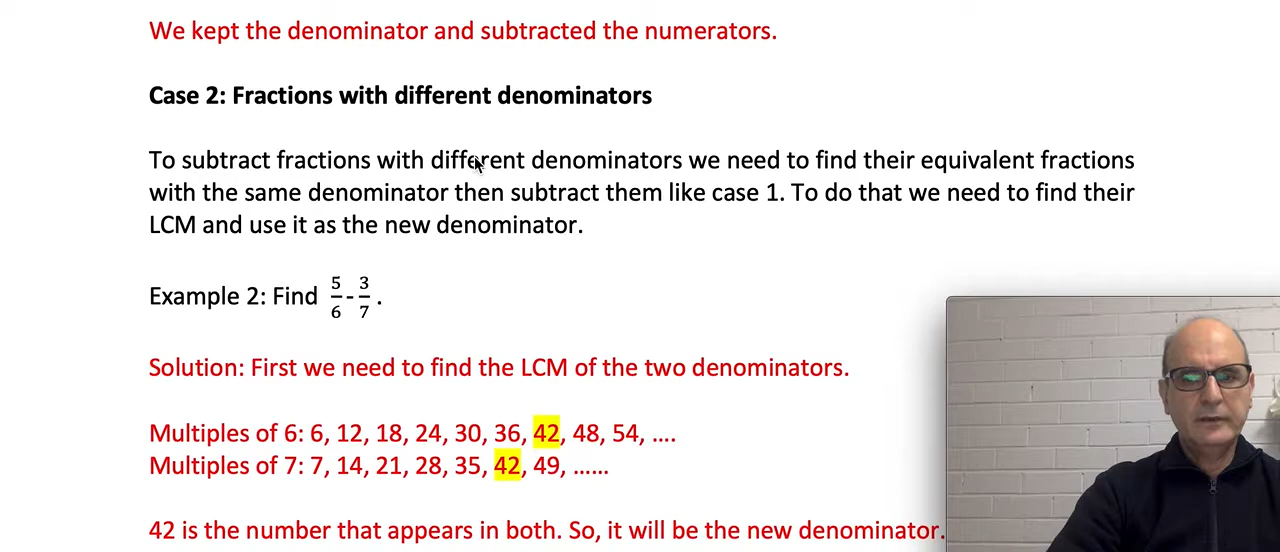 We kept the denominator and subtracted the numerators.
Case 2: Fractions with different denominators
To subtract fractions with different denominators we need to find their equivalent fractions
with the same denominator then subtract them like case 1. To do that we need to find their
LCM and use it as the new denominator.
Example 2: Find 5/6 - 3/7 .
Solution: First we need to find the LCM of the two denominators.
Multiples of 6: 6, 12, 18, 24, 30, 36, 42, 48, 54, ....
Multiples of 7: 7, 14, 21, 28, 35, 42, 49, ......
42 is the number that appears in both. So, it will be the new denominator.